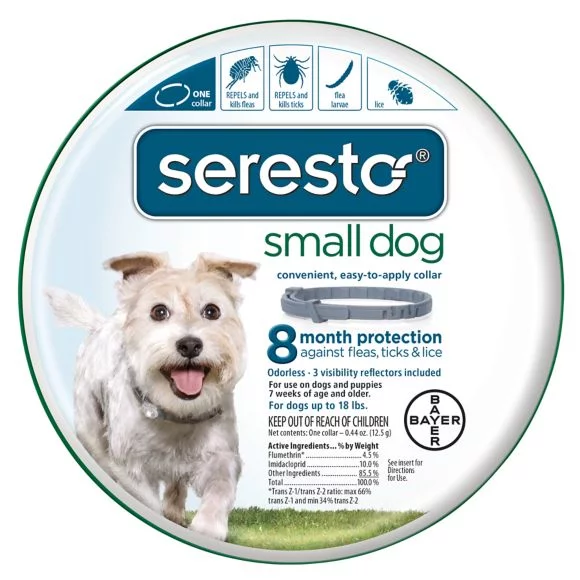 ONE
collar
REPELS and
kills fleas
REPELS and
kills ticks
flea
larvae
lice
seresto®
small dog
convenient, easy-to-apply collar
8 month protection
against fleas, ticks & lice
Odorless - 3 visibility reflectors included
For use on dogs and puppies
7 weeks of age and older.
For dogs up to 18 lbs.
KEEP OUT OF REACH OF CHILDREN
Net contents: One collar – 0.44 oz. (12.5 g)
BAYER
BAYER
Active Ingredients... % by Weight
Flumethrin* ........................ 4.5 %
Imidacloprid ........................ 10.0 %
Other Ingredients ................ 85.5 %
Total ................................ 100.0 %
*Trans Z-1/trans Z-2 ratio: max 66%
trans Z-1 and min 34% trans Z-2
See insert for
Directions
for Use.